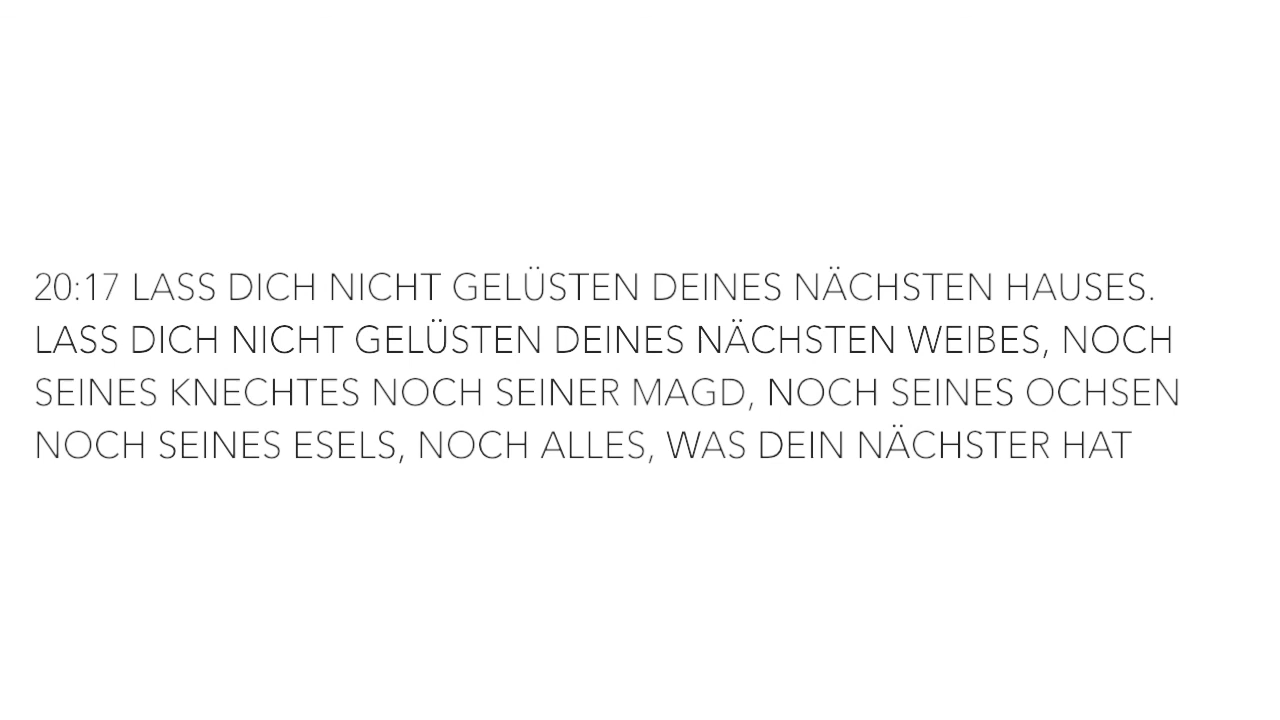 20:17 LASS DICH NICHT GELÜSTEN DEINES NÄCHSTEN HAUSES.
LASS DICH NICHT GELÜSTEN DEINES NÄCHSTEN WEIBES, NOCH
SEINES KNECHTES NOCH SEINER MAGD, NOCH SEINES OCHSEN
NOCH SEINES ESELS, NOCH ALLES, WAS DEIN NÄCHSTER HAT